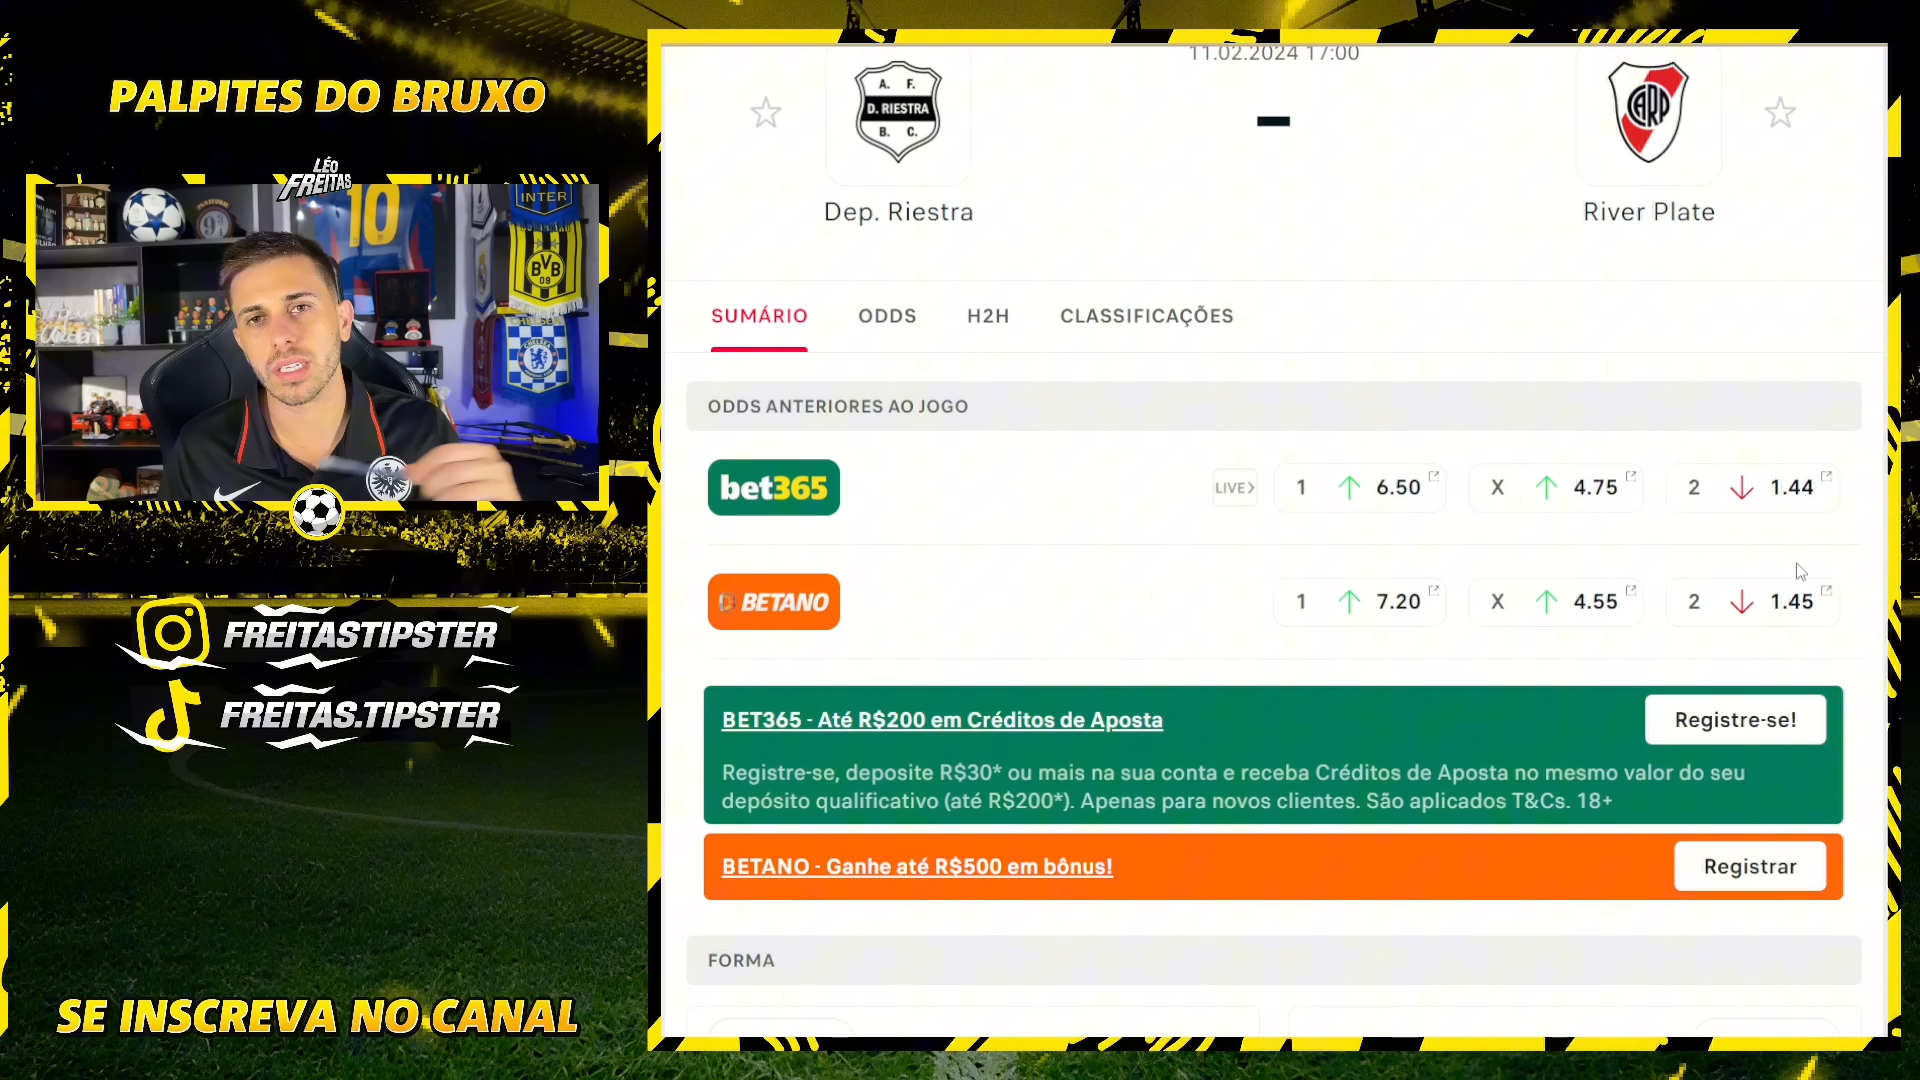 PALPITES DO BRUXO
LÉO
FREITAS
10
INTER
BVB
09
CHELSEA
PLATFORM
FREITASTIPSTER
FREITAS.TIPSTER
SE INSCREVA NO CANAL
11.02.2024 17:00
A. F.
D. RIESTRA
B. C.
CARP
Dep. Riestra
River Plate
SUMÁRIO ODDS H2H CLASSIFICAÇÕES
ODDS ANTERIORES AO JOGO
bet365 LIVE> 1 6.50 X 4.75 2 1.44
BETANO 1 7.20 X 4.55 2 1.45
BET365 - Até R$200 em Créditos de Aposta
Registre-se!
Registre-se, deposite R$30* ou mais na sua conta e receba Créditos de Aposta no mesmo valor do seu
depósito qualificativo (até R$200*). Apenas para novos clientes. São aplicados T&Cs. 18+
BETANO - Ganhe até R$500 em bônus!
Registrar
FORMA